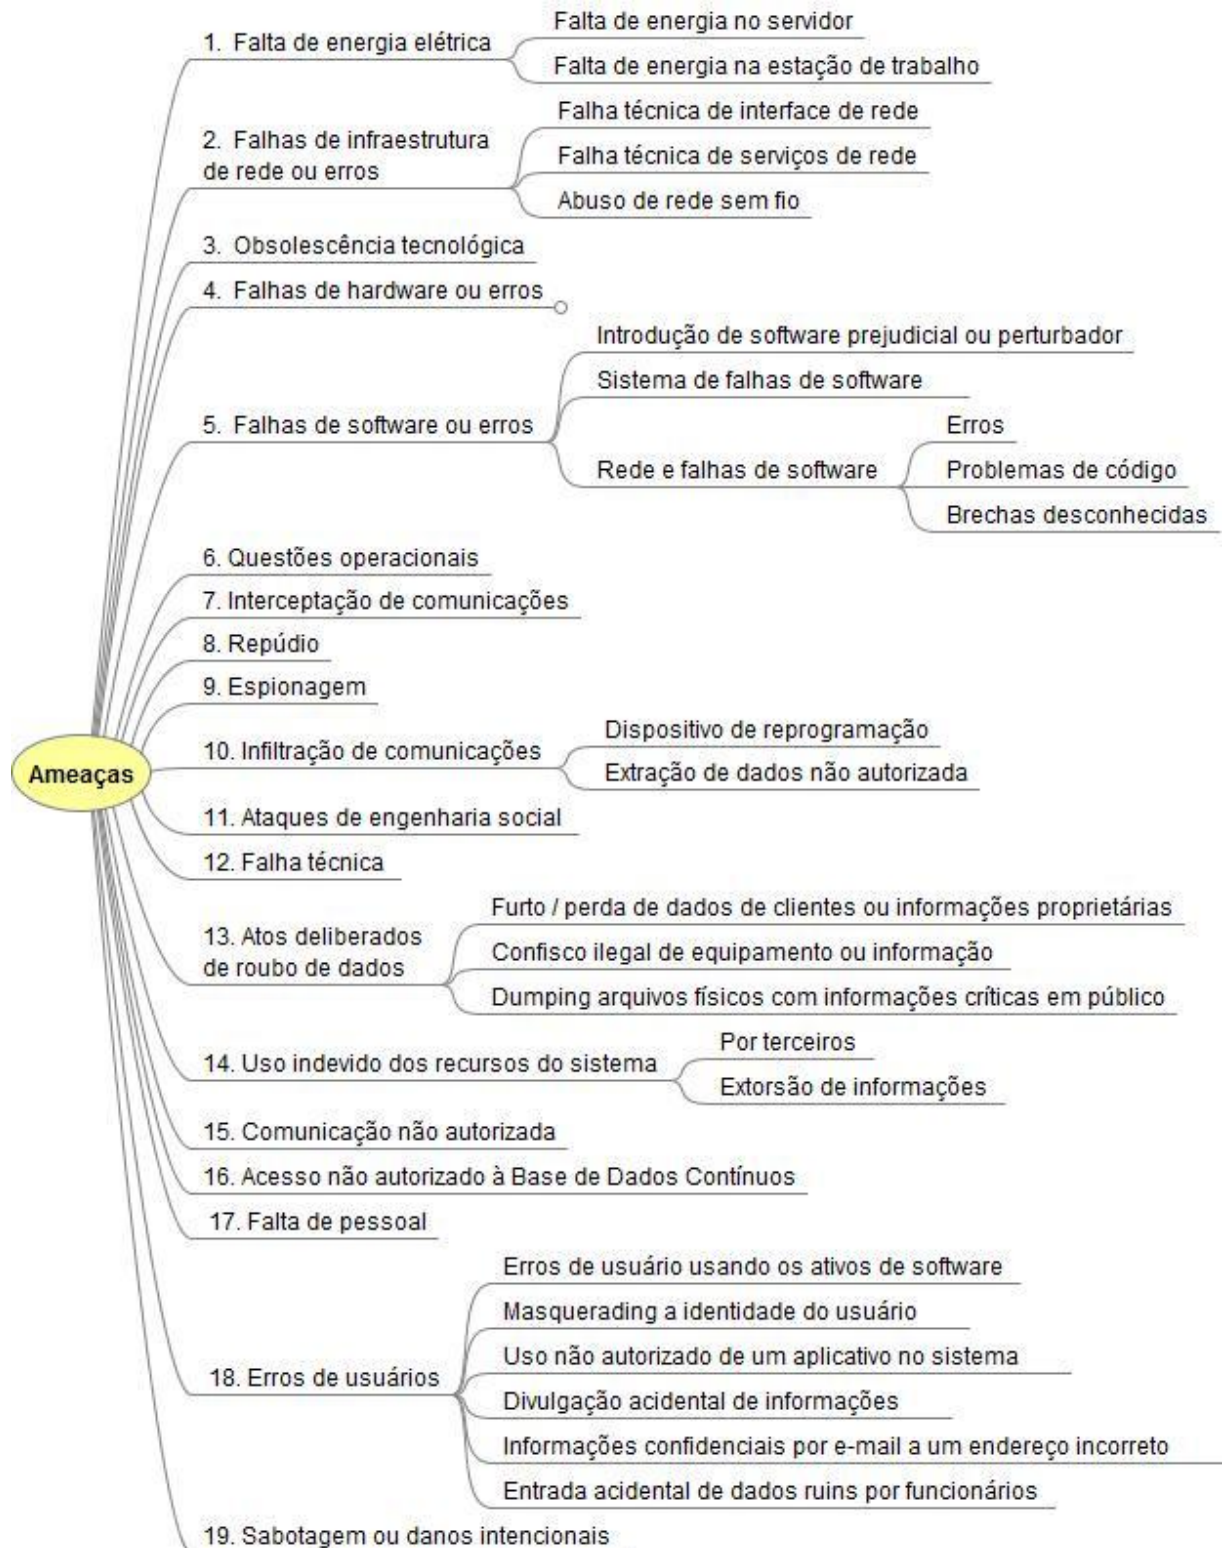 Ameaças
1. Falta de energia elétrica
Falta de energia no servidor
Falta de energia na estação de trabalho
2. Falhas de infraestrutura
de rede ou erros
Falha técnica de interface de rede
Falha técnica de serviços de rede
Abuso de rede sem fio
3. Obsolescência tecnológica
4. Falhas de hardware ou erros
5. Falhas de software ou erros
Introdução de software prejudicial ou perturbador
Sistema de falhas de software
Rede e falhas de software
Erros
Problemas de código
Brechas desconhecidas
6. Questões operacionais
7. Interceptação de comunicações
8. Repúdio
9. Espionagem
10. Infiltração de comunicações
Dispositivo de reprogramação
Extração de dados não autorizada
11. Ataques de engenharia social
12. Falha técnica
13. Atos deliberados
de roubo de dados
Furto / perda de dados de clientes ou informações proprietárias
Confisco ilegal de equipamento ou informação
Dumping arquivos físicos com informações críticas em público
14. Uso indevido dos recursos do sistema
Por terceiros
Extorsão de informações
15. Comunicação não autorizada
16. Acesso não autorizado à Base de Dados Contínuos
17. Falta de pessoal
18. Erros de usuários
Erros de usuário usando os ativos de software
Masquerading a identidade do usuário
Uso não autorizado de um aplicativo no sistema
Divulgação acidental de informações
Informações confidenciais por e-mail a um endereço incorreto
Entrada acidental de dados ruins por funcionários
19. Sabotagem ou danos intencionais